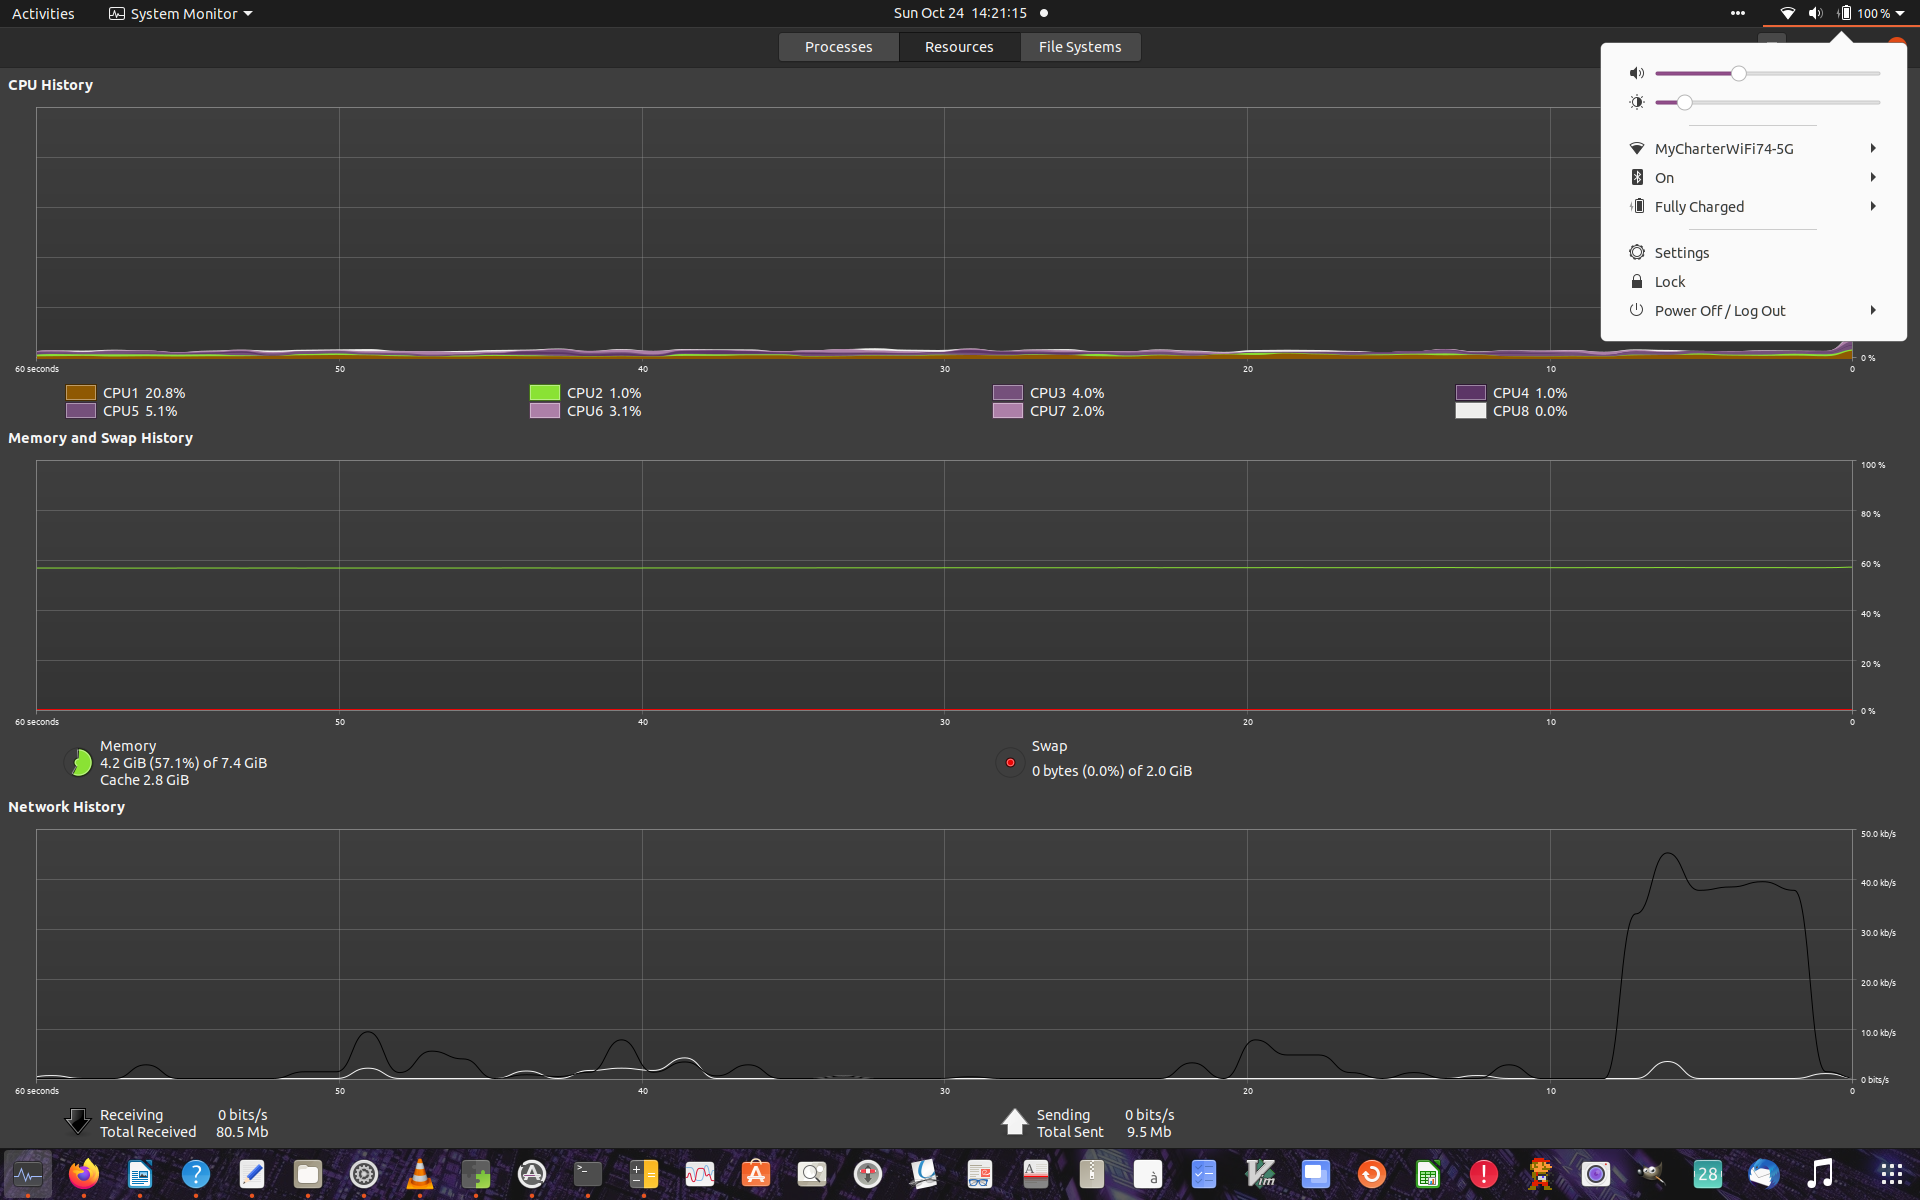 Activities
System Monitor
Sun Oct 24 14:21:15
100 %
Processes
Resources
File Systems
MyCharterWiFi74-5G
On
Fully Charged
Settings
Lock
Power Off / Log Out
CPU History
0 %
60 seconds 50 40 30 20 10 0
CPU1 20.8% CPU2 1.0% CPU3 4.0% CPU4 1.0%
CPU5 5.1% CPU6 3.1% CPU7 2.0% CPU8 0.0%
Memory and Swap History
100 %
80 %
60 %
40 %
20 %
0 %
60 seconds 50 40 30 20 10 0
Memory
4.2 GiB (57.1%) of 7.4 GiB
Cache 2.8 GiB
Swap
0 bytes (0.0%) of 2.0 GiB
Network History
50.0 kb/s
40.0 kb/s
30.0 kb/s
20.0 kb/s
10.0 kb/s
0 bits/s
60 seconds 50 40 30 20 10 0
Receiving 0 bits/s
Total Received 80.5 Mb
Sending 0 bits/s
Total Sent 9.5 Mb
?
>_
A
à
Vim
!
28